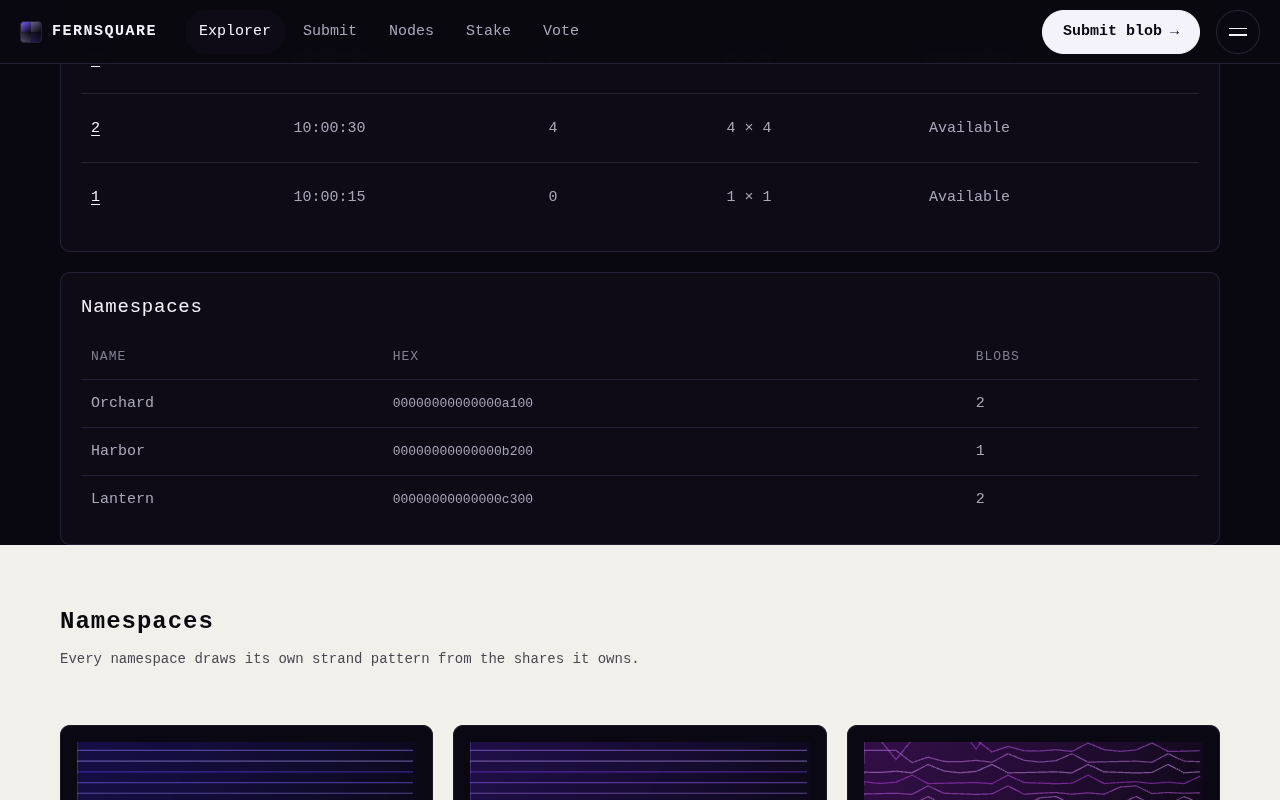 FERNSQUARE Explorer Submit Nodes Stake Vote Submit blob →
2 10:00:30 4 4 × 4 Available
1 10:00:15 0 1 × 1 Available
Namespaces
NAME HEX BLOBS
Orchard 00000000000000a100 2
Harbor 00000000000000b200 1
Lantern 00000000000000c300 2
Namespaces
Every namespace draws its own strand pattern from the shares it owns.